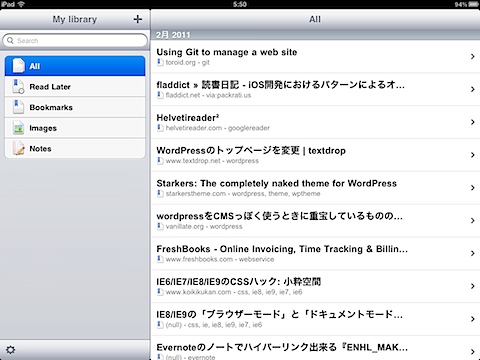 iPad
5:50
94%
My library
+
All
Search
All
Read Later
Bookmarks
Images
Notes
2月 2011
Using Git to manage a web site
toroid.org - git
fladdict » 読書日記 - iOS開発におけるパターンによるオ...
fladdict.net - via packrati.us
Helvetireader²
helvetireader.com - googlereader
WordPressのトップページを変更 | textdrop
www.textdrop.net - wordpress
Starkers: The completely naked theme for WordPress
starkerstheme.com - wordpress, theme, wptheme
wordpressをCMSっぽく使うときに重宝しているものの...
vanillate.org - wordpress
FreshBooks - Online Invoicing, Time Tracking & Billin...
www.freshbooks.com - webservice
IE6/IE7/IE8/IE9のCSSハック: 小粋空間
www.koikikukan.com - css, ie8, ie9, ie7, ie6
IE8/IE9の「ブラウザーモード」と「ドキュメントモード...
(null) - css, ie, ie8, ie9, ie7, ie6
Evernoteのノートでハイパーリンク出来る『ENHL_MAK...
(null) - evernote